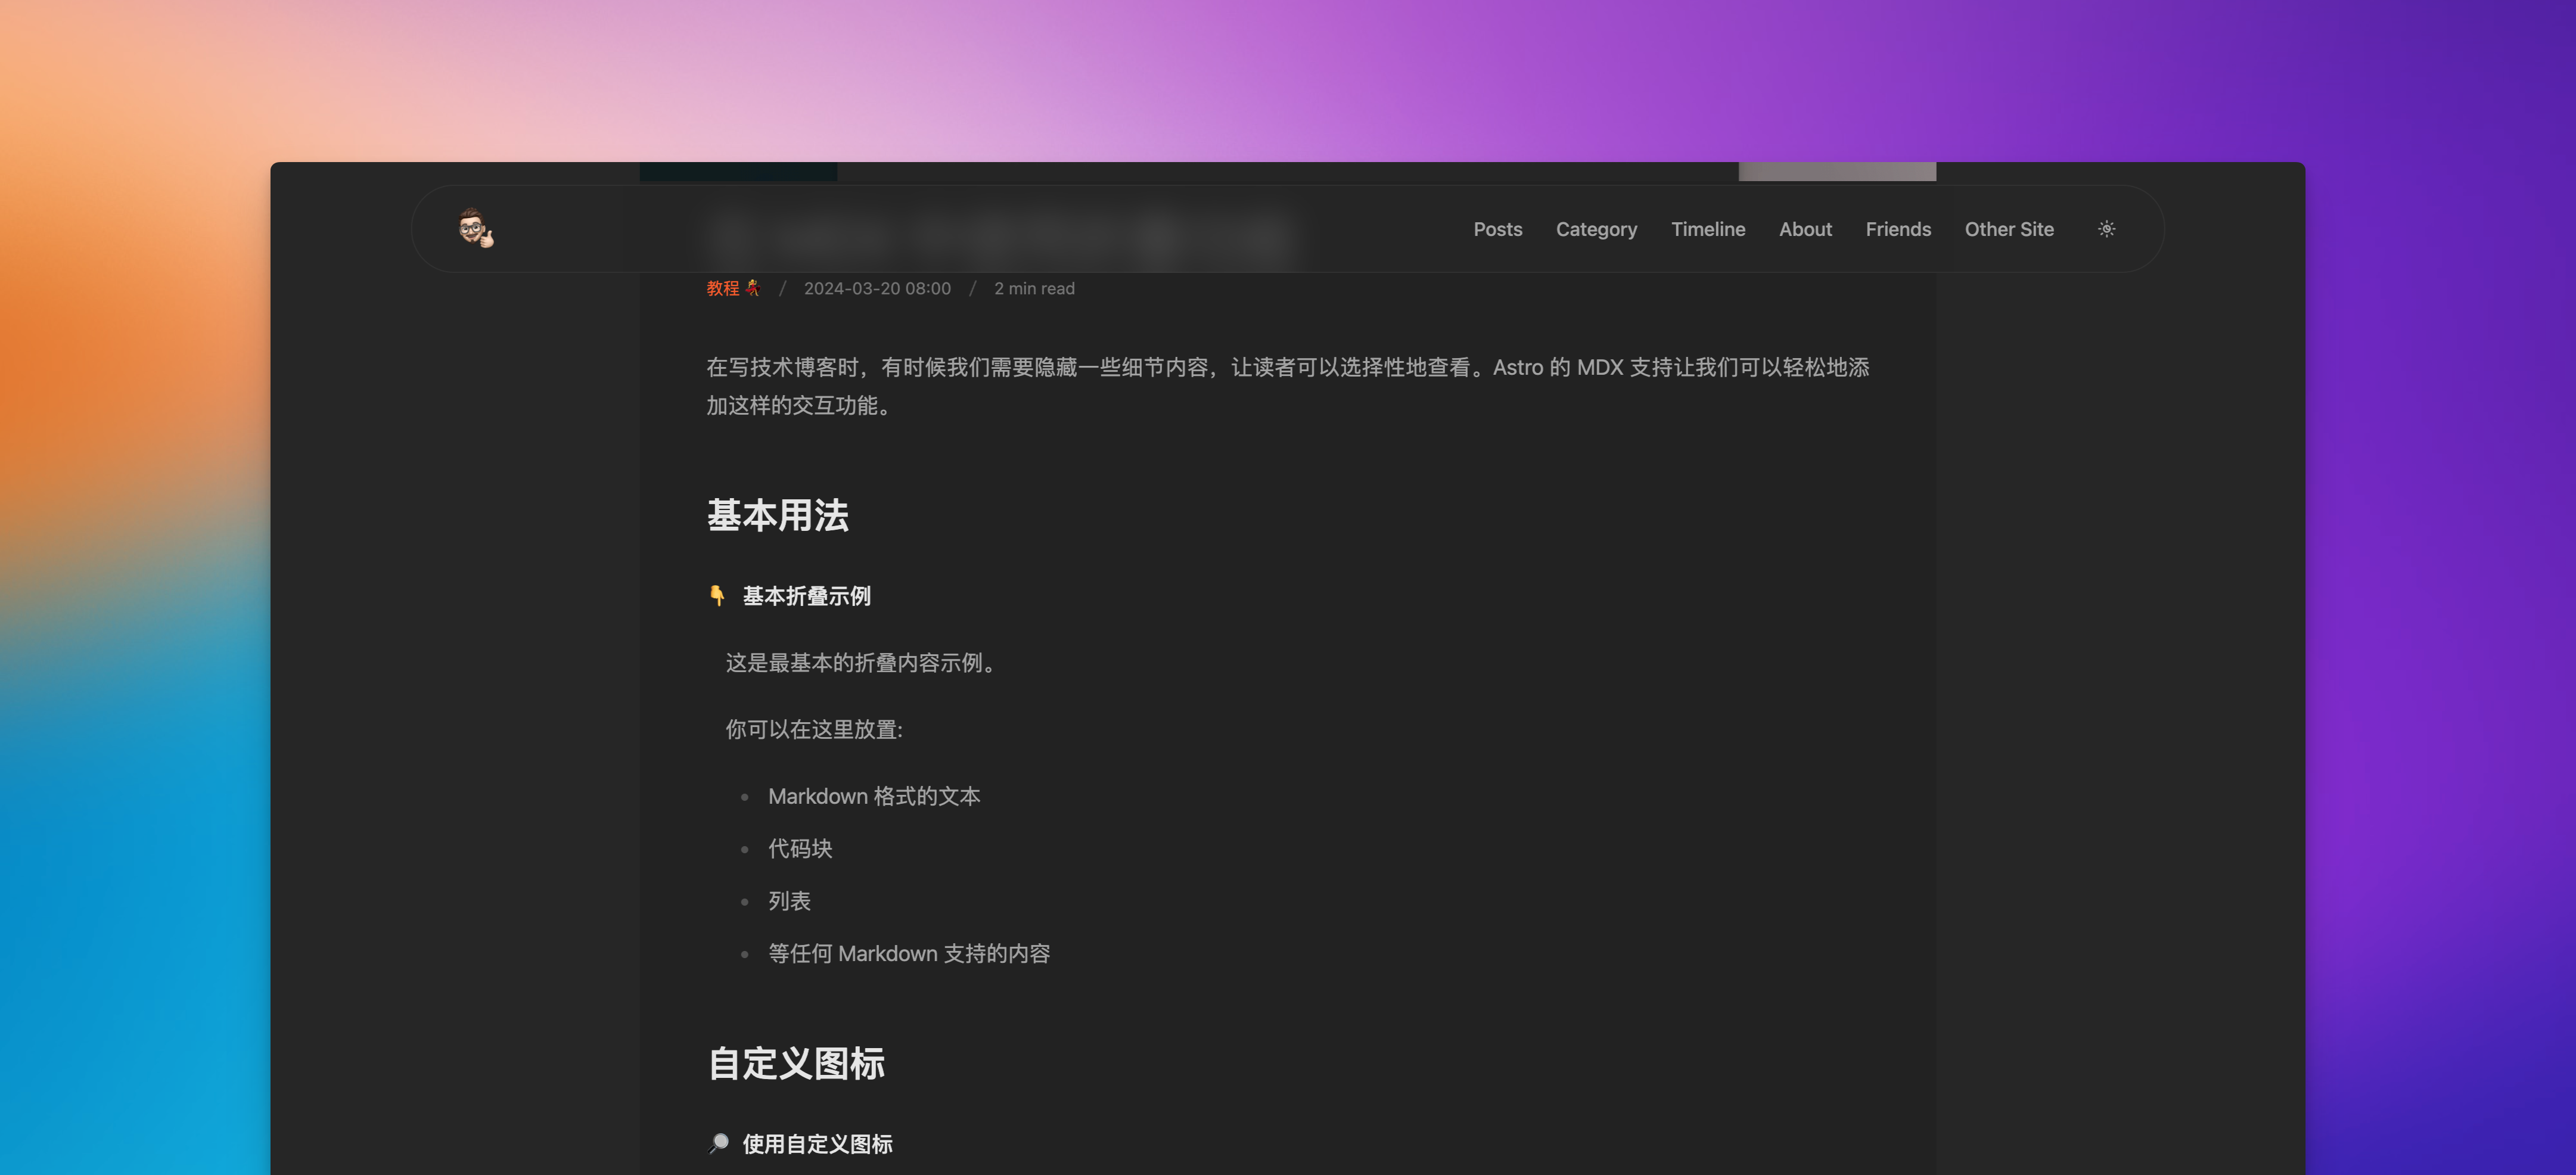 Posts Category Timeline About Friends Other Site
教程 💃 / 2024-03-20 08:00 / 2 min read
在写技术博客时，有时候我们需要隐藏一些细节内容，让读者可以选择性地查看。Astro 的 MDX 支持让我们可以轻松地添
加这样的交互功能。
基本用法
👇 基本折叠示例
这是最基本的折叠内容示例。
你可以在这里放置:
• Markdown 格式的文本
• 代码块
• 列表
• 等任何 Markdown 支持的内容
自定义图标
🔎 使用自定义图标